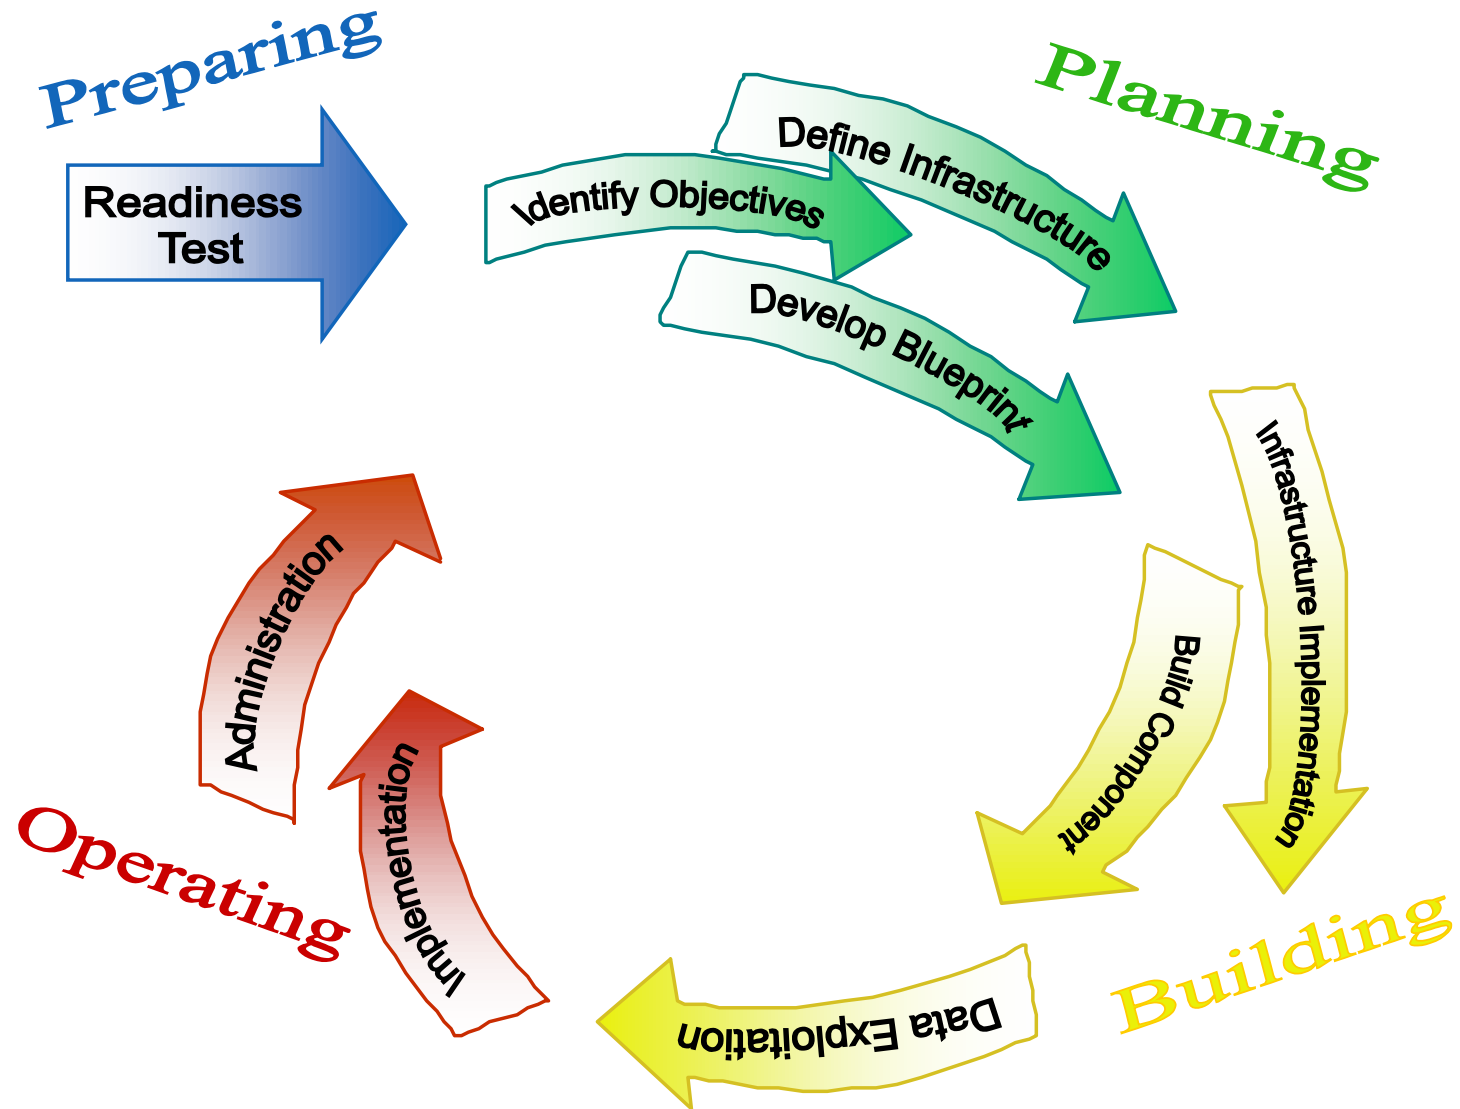 Preparing
Readiness
Test
Planning
Define Infrastructure
Identify Objectives
Develop Blueprint
Infrastructure Implementation
Build Component
Building
Data Exploitation
Operating
Implementation
Administration